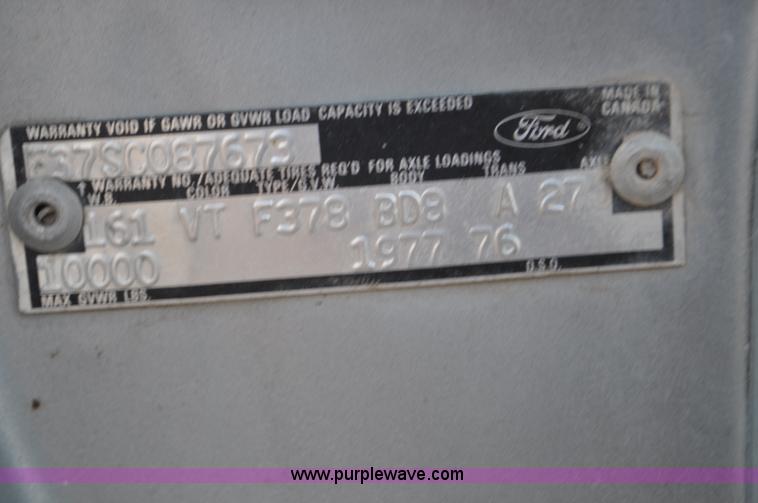 WARRANTY VOID IF GAWR OR GVWR LOAD CAPACITY IS EXCEEDED
Ford
MADE IN
CANADA
F37SC087673
↑ WARRANTY NO./ADEQUATE TIRES REQ'D FOR AXLE LOADINGS
W.B. COLOR TYPE/G.V.W. BODY TRANS
161 VT F378 BD8 A 27
10000 1977 76
MAX GVWR LBS. D.S.O.
www.purplewave.com